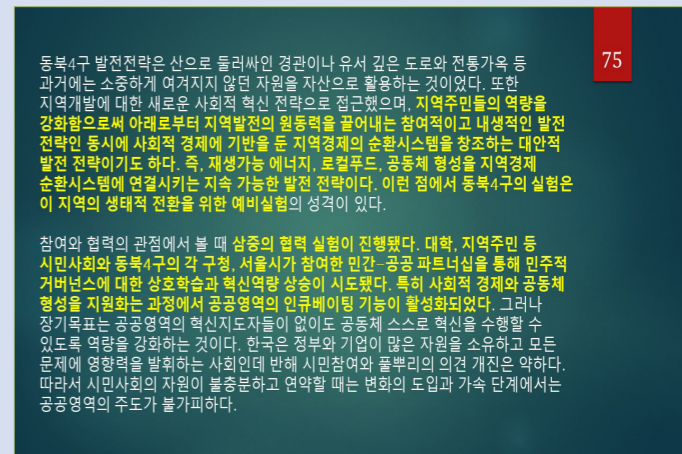 75
동북4구 발전전략은 산으로 둘러싸인 경관이나 유서 깊은 도로와 전통가옥 등
과거에는 소중하게 여겨지지 않던 자원을 자산으로 활용하는 것이었다. 또한
지역개발에 대한 새로운 사회적 혁신 전략으로 접근했으며, 지역주민들의 역량을
강화함으로써 아래로부터 지역발전의 원동력을 끌어내는 참여적이고 내생적인 발전
전략인 동시에 사회적 경제에 기반을 둔 지역경제의 순환시스템을 창조하는 대안적
발전 전략이기도 하다. 즉, 재생가능 에너지, 로컬푸드, 공동체 형성을 지역경제
순환시스템에 연결시키는 지속 가능한 발전 전략이다. 이런 점에서 동북4구의 실험은
이 지역의 생태적 전환을 위한 예비실험의 성격이 있다.
참여와 협력의 관점에서 볼 때 삼중의 협력 실험이 진행됐다. 대학, 지역주민 등
시민사회와 동북4구의 각 구청, 서울시가 참여한 민간–공공 파트너십을 통해 민주적
거버넌스에 대한 상호학습과 혁신역량 상승이 시도됐다. 특히 사회적 경제와 공동체
형성을 지원화는 과정에서 공공영역의 인큐베이팅 기능이 활성화되었다. 그러나
장기목표는 공공영역의 혁신지도자들이 없이도 공동체 스스로 혁신을 수행할 수
있도록 역량을 강화하는 것이다. 한국은 정부와 기업이 많은 자원을 소유하고 모든
문제에 영향력을 발휘하는 사회인데 반해 시민참여와 풀뿌리의 의견 개진은 약하다.
따라서 시민사회의 자원이 불충분하고 연약할 때는 변화의 도입과 가속 단계에서는
공공영역의 주도가 불가피하다.